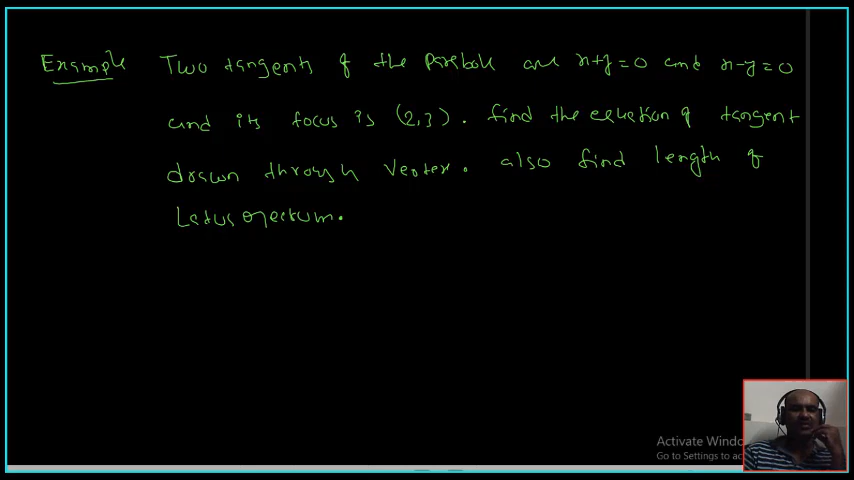 Example Two tangents of the parabola are x+y=0 and x-y=0
and its focus is (2,3). find the equation of tangent
drawn through vertex. also find length of
Latus rectum.
Activate Windo
Go to Settings to ac